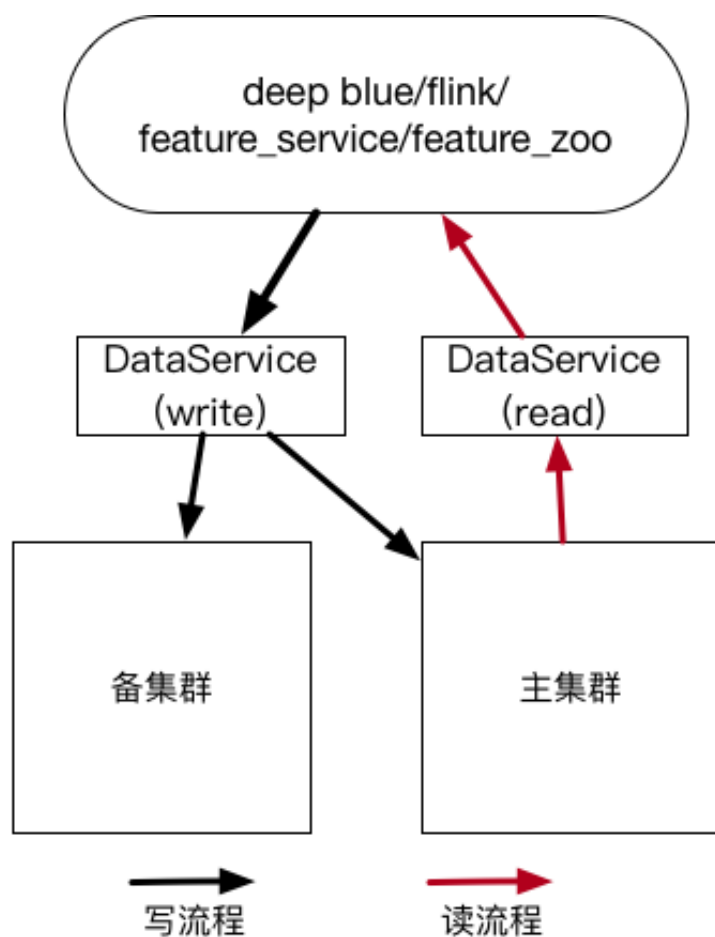 deep blue/flink/
feature_service/feature_zoo
DataService
(write)
DataService
(read)
备集群
主集群
写流程
读流程